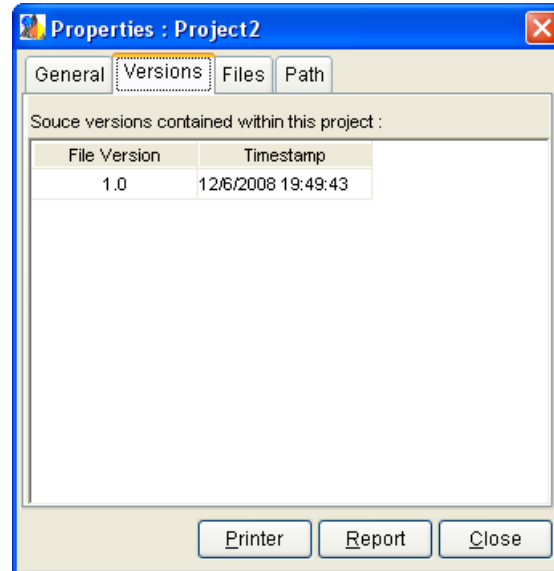 Properties : Project2
General Versions Files Path
Souce versions contained within this project :
File Version Timestamp
1.0 12/6/2008 19:49:43
Printer Report Close